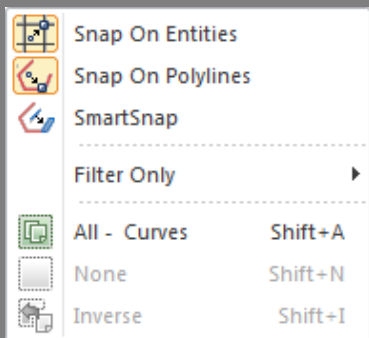 Snap On Entities
Snap On Polylines
SmartSnap
Filter Only
All - Curves Shift+A
None Shift+N
Inverse Shift+I